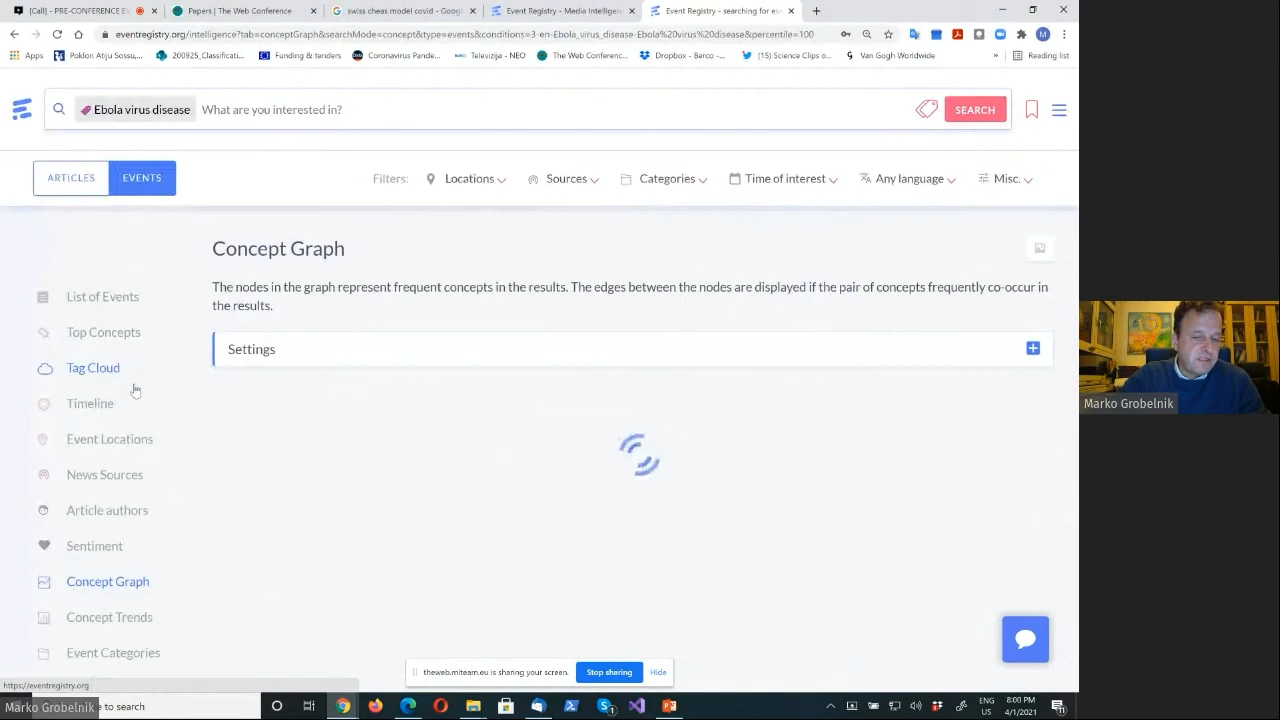 [Call] - PRE-CONFERENCE EV
Papers | The Web Conference
swiss cheas model covid - Goog
Event Registry - Media Intelligen
Event Registry - searching for eve
eventregistry.org/intelligence?tab=conceptGraph&searchMode=concept&type=events&conditions=3-en-Ebola_virus_disease-Ebola%20virus%20disease&percentile=100
M
Apps
Poklon Atiju Sossu,...
200925_Classificati...
Funding & tenders
Coronavirus Pande...
Televizija - NEO
The Web Conferenc...
Dropbox - Berco -...
(15) Science Clips o...
Van Gogh Worldwide
»
Reading list
Ebola virus disease
What are you interested in?
SEARCH
ARTICLES
EVENTS
Filters:
Locations
Sources
Categories
Time of interest
Any language
Misc.
Concept Graph
The nodes in the graph represent frequent concepts in the results. The edges between the nodes are displayed if the pair of concepts frequently co-occur in
the results.
Settings
List of Events
Top Concepts
Tag Cloud
Timeline
Event Locations
News Sources
Article authors
Sentiment
Concept Graph
Concept Trends
Event Categories
Marko Grobelnik
theweb.miteam.eu is sharing your screen.
Stop sharing
Hide
https://eventregistry.org
Marko Grobelnik
e to search
ENG
US
8:00 PM
4/1/2021